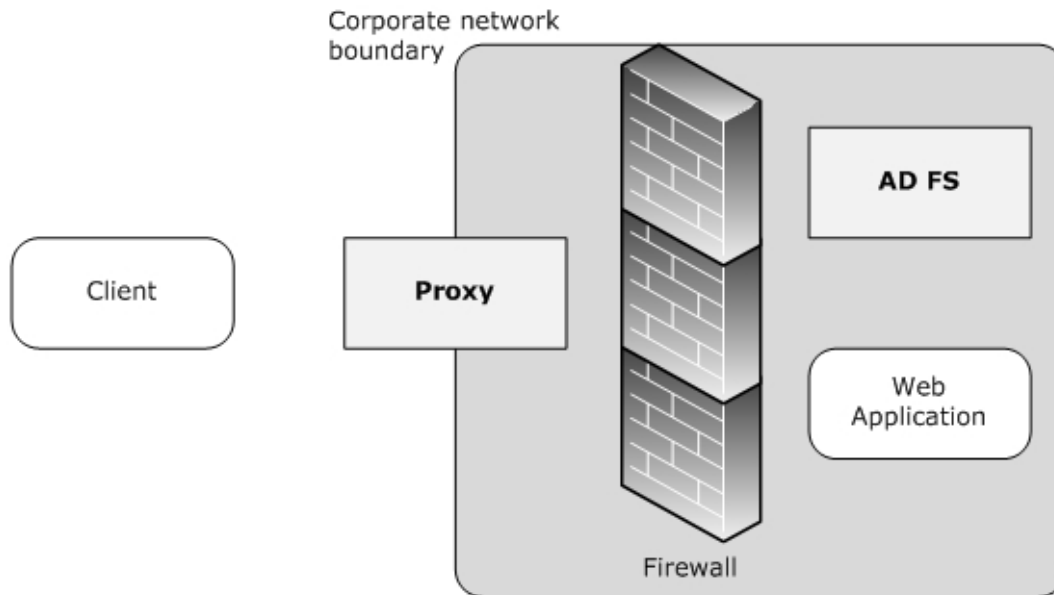 Corporate network
boundary
AD FS
Client
Proxy
Web
Application
Firewall